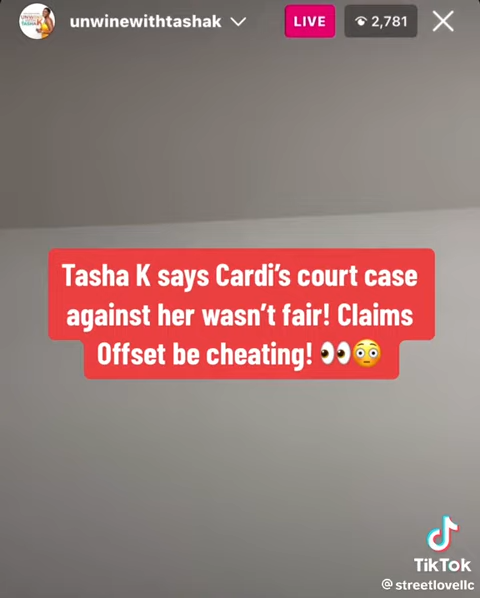 unwinewithtashak
LIVE
2,781
Tasha K says Cardi's court case
against her wasn't fair! Claims
Offset be cheating! 👀😳
TikTok
@streetlovellc